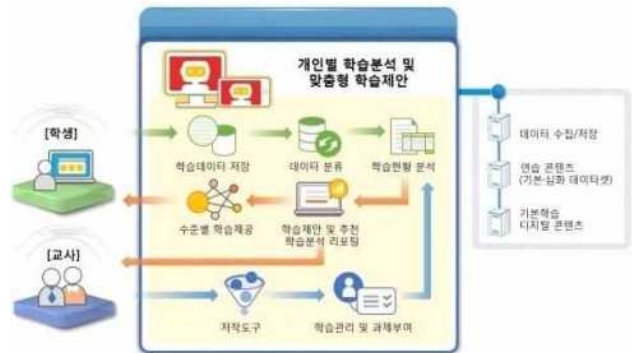 개인별 학습분석 및
맞춤형 학습제안
[학생]
학습데이터 저장
데이터 분류
학습현황 분석
수준별 학습제공
학습제안 및 추천
학습분석 리포팅
[교사]
저작도구
학습관리 및 과제부여
데이터 수집/저장
연습 콘텐츠
(기본·심화 데이터셋)
기본학습
디지털 콘텐츠